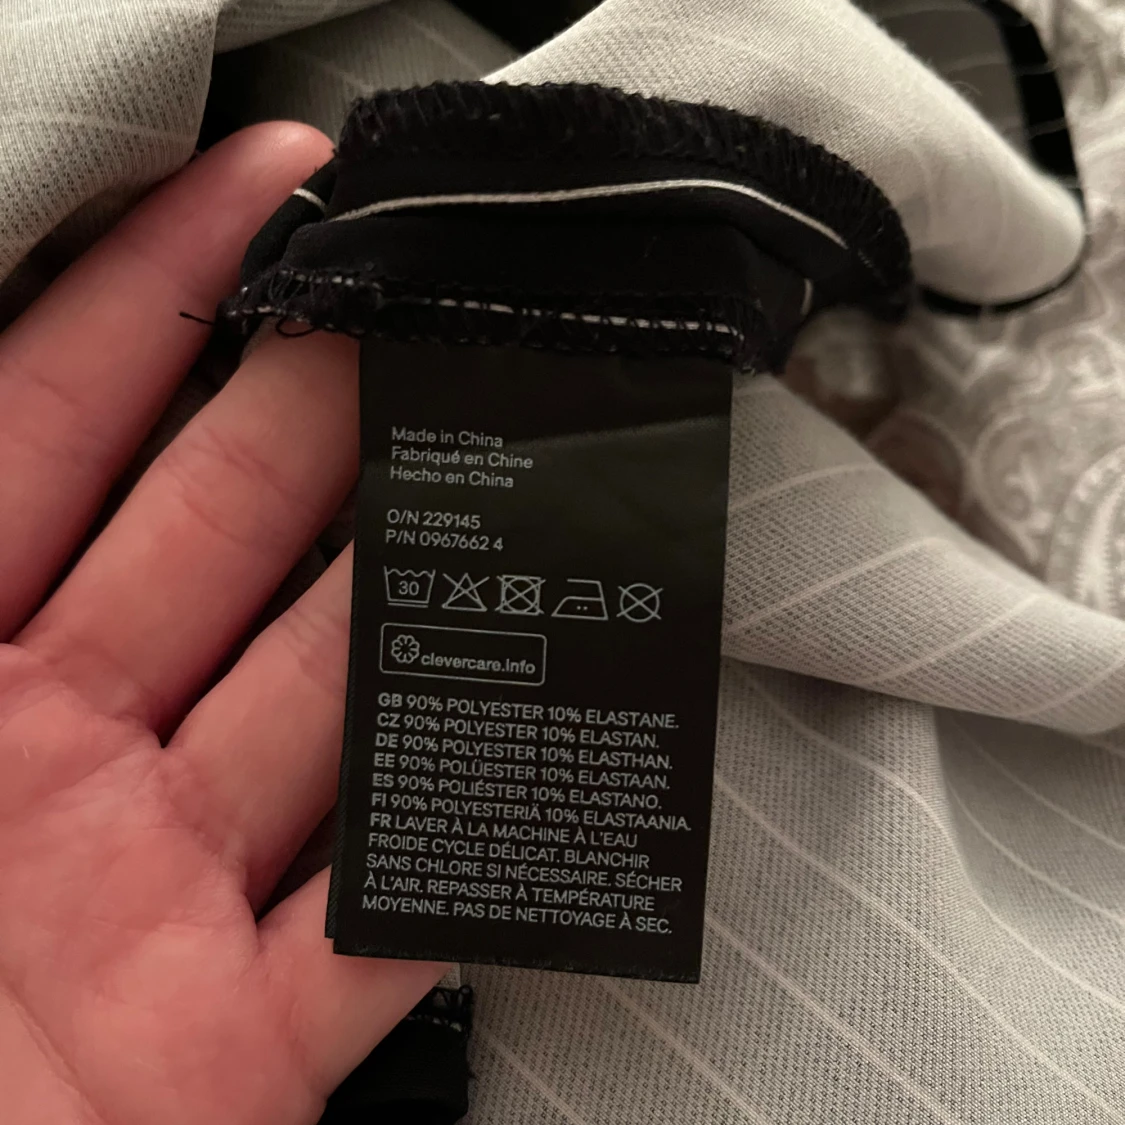 Made in China
Fabriqué en Chine
Hecho en China
O/N 229145
P/N 0967662 4
30
clevercare.info
GB 90% POLYESTER 10% ELASTANE.
CZ 90% POLYESTER 10% ELASTAN.
DE 90% POLYESTER 10% ELASTHAN.
EE 90% POLÜESTER 10% ELASTAAN.
ES 90% POLIÉSTER 10% ELASTANO.
FI 90% POLYESTERIÄ 10% ELASTAANIA.
FR LAVER À LA MACHINE À L'EAU
FROIDE CYCLE DÉLICAT. BLANCHIR
SANS CHLORE SI NÉCESSAIRE. SÉCHER
À L'AIR. REPASSER À TEMPÉRATURE
MOYENNE. PAS DE NETTOYAGE À SEC.